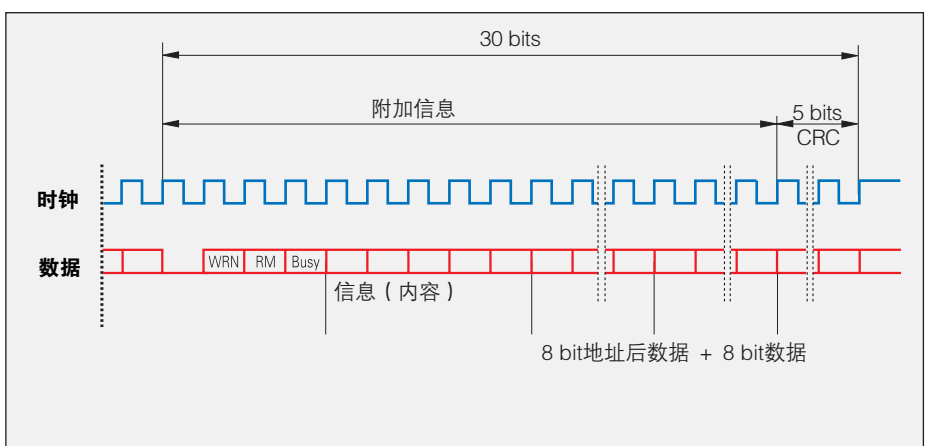 30 bits
附加信息
5 bits
CRC
时钟
数据
WRN RM Busy
信息（内容）
8 bit地址后数据 + 8 bit数据